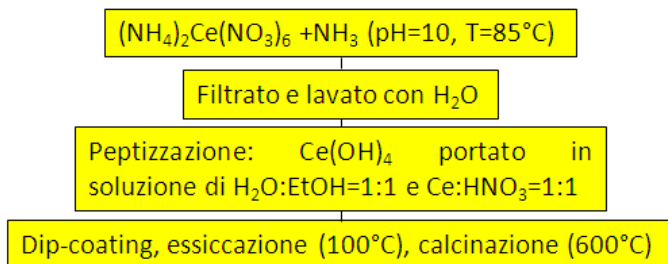 (NH₄)₂Ce(NO₃)₆ +NH₃ (pH=10, T=85°C)
Filtrato e lavato con H₂O
Peptizzazione: Ce(OH)₄ portato in
soluzione di H₂O:EtOH=1:1 e Ce:HNO₃=1:1
Dip-coating, essiccazione (100°C), calcinazione (600°C)